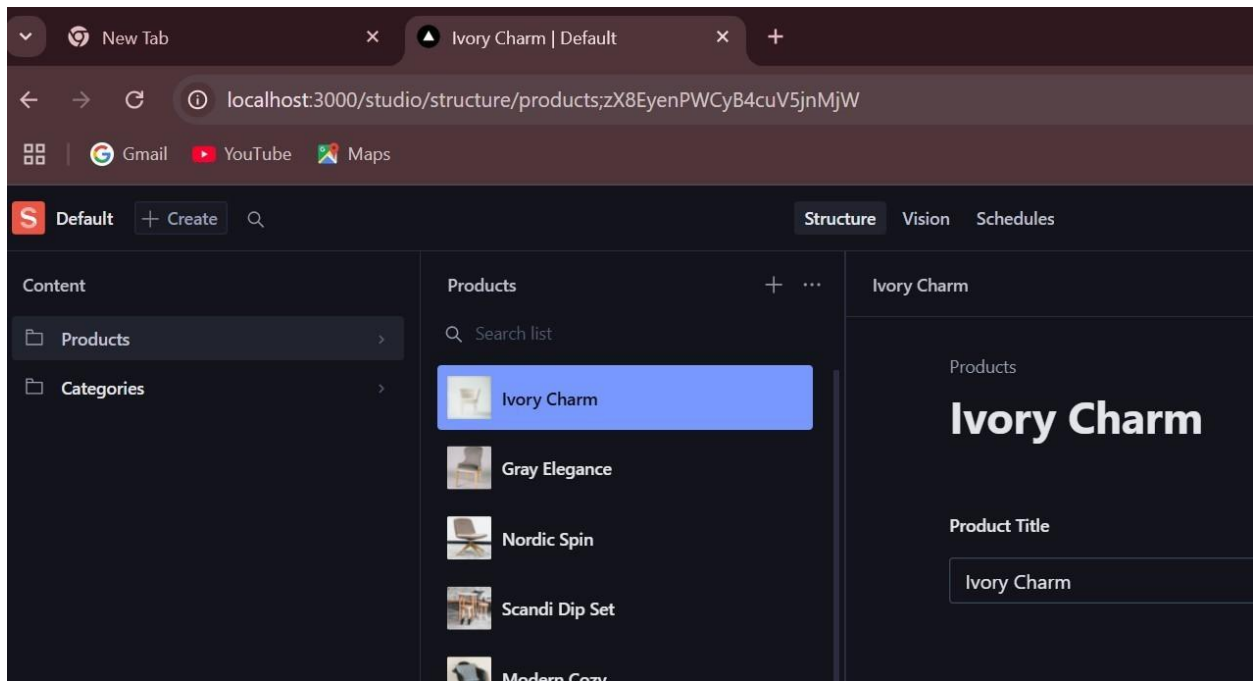 New Tab
Ivory Charm | Default
localhost:3000/studio/structure/products;zX8EyenPWCyB4cuV5jnMjW
Gmail YouTube Maps
S Default + Create Structure Vision Schedules
Content
Products
Categories
Products
Search list
Ivory Charm
Gray Elegance
Nordic Spin
Scandi Dip Set
Modern Cozy
Ivory Charm
Products
Ivory Charm
Product Title
Ivory Charm